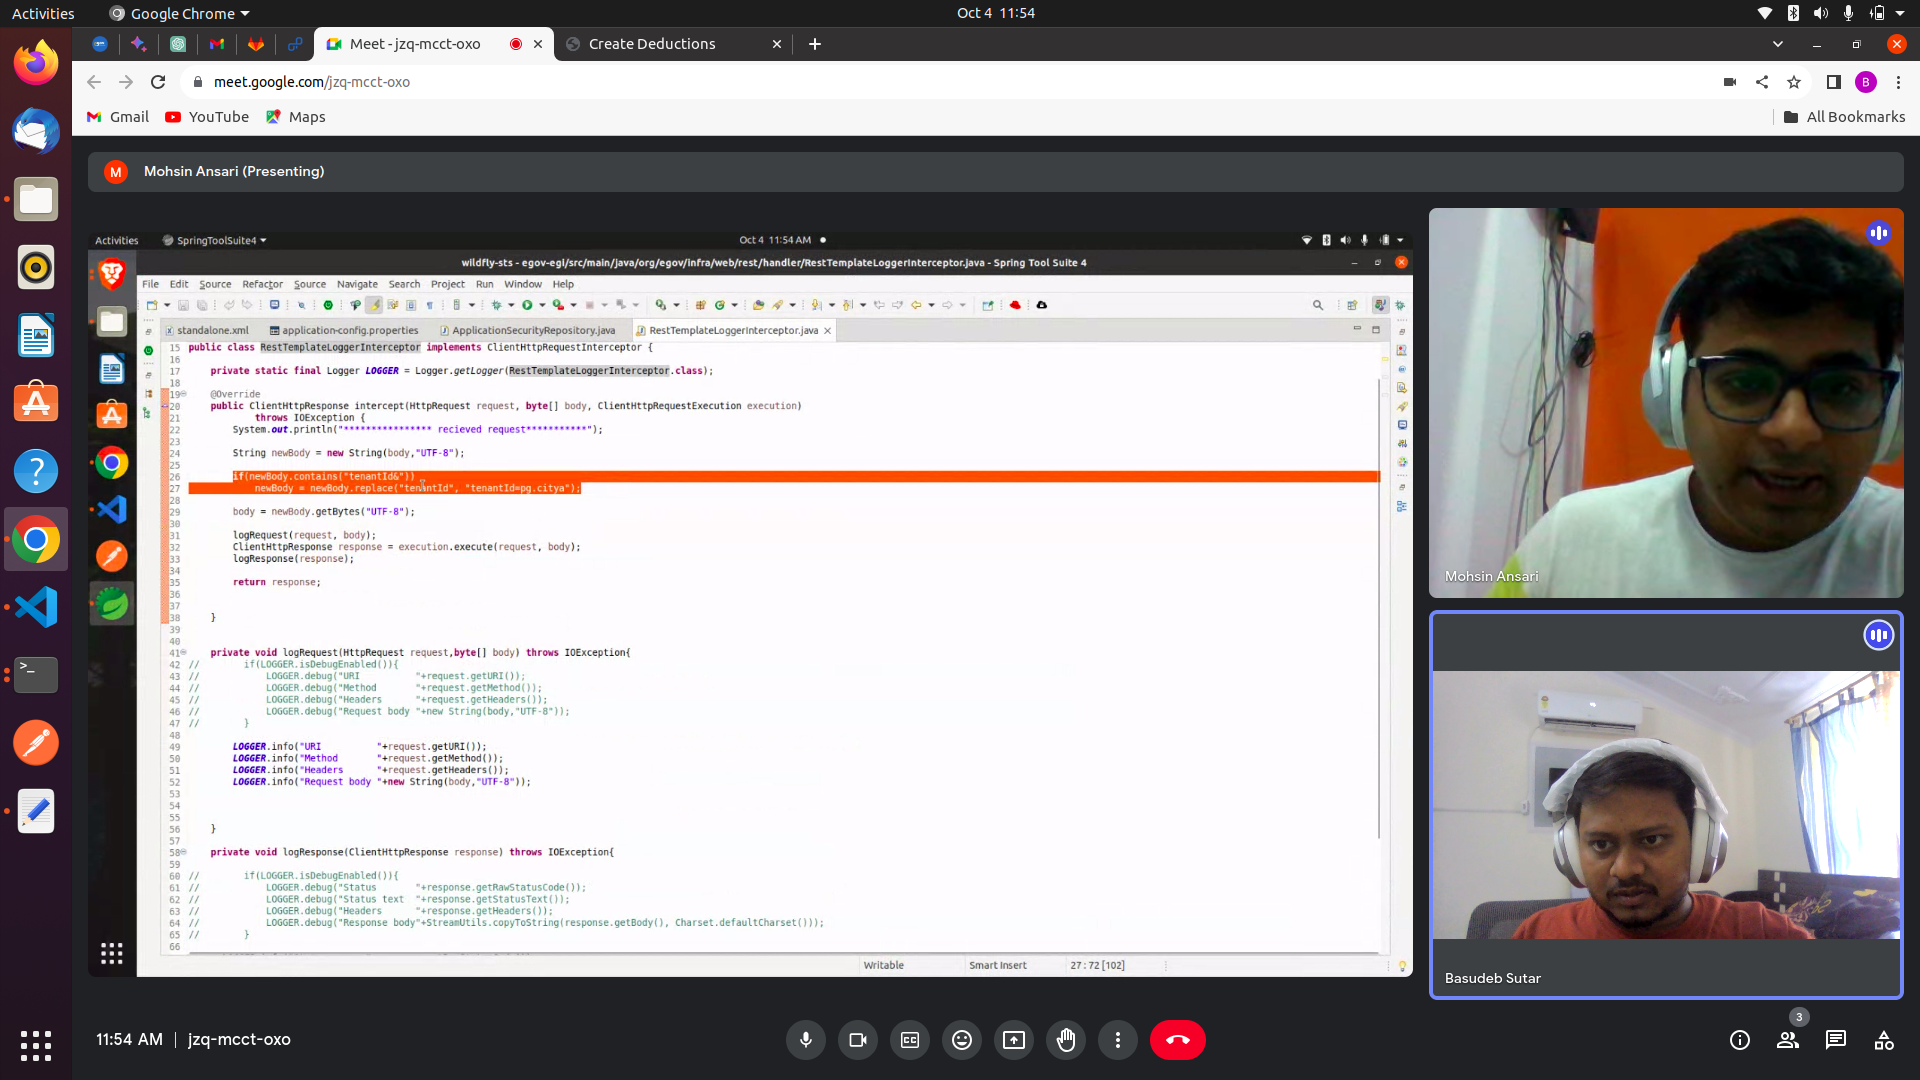 Activities
Google Chrome
Oct 4 11:54
Meet - jzq-mcct-oxo
Create Deductions
meet.google.com/jzq-mcct-oxo
B
Gmail
YouTube
Maps
All Bookmarks
M
Mohsin Ansari (Presenting)
Activities
SpringToolSuite4
Oct 4 11:54 AM
wildfly-sts - egov-egi/src/main/java/org/egov/infra/web/rest/handler/RestTemplateLoggerInterceptor.java - Spring Tool Suite 4
File Edit Source Refactor Source Navigate Search Project Run Window Help
standalone.xml
application-config.properties
ApplicationSecurityRepository.java
RestTemplateLoggerInterceptor.java
15 public class RestTemplateLoggerInterceptor implements ClientHttpRequestInterceptor {
16
17 private static final Logger LOGGER = Logger.getLogger(RestTemplateLoggerInterceptor.class);
18
19 @Override
20 public ClientHttpResponse intercept(HttpRequest request, byte[] body, ClientHttpRequestExecution execution)
21 throws IOException {
22 System.out.println("**************** recieved request***********");
23
24 String newBody = new String(body,"UTF-8");
25
26 if(newBody.contains("tenantId&"))
27 newBody = newBody.replace("tenantId", "tenantId=pg.citya");
28
29 body = newBody.getBytes("UTF-8");
30
31 logRequest(request, body);
32 ClientHttpResponse response = execution.execute(request, body);
33 logResponse(response);
34
35 return response;
36
37
38 }
39
40
41 private void logRequest(HttpRequest request,byte[] body) throws IOException{
42 // if(LOGGER.isDebugEnabled()){
43 // LOGGER.debug("URI "+request.getURI());
44 // LOGGER.debug("Method "+request.getMethod());
45 // LOGGER.debug("Headers "+request.getHeaders());
46 // LOGGER.debug("Request body "+new String(body,"UTF-8"));
47 // }
48
49 LOGGER.info("URI "+request.getURI());
50 LOGGER.info("Method "+request.getMethod());
51 LOGGER.info("Headers "+request.getHeaders());
52 LOGGER.info("Request body "+new String(body,"UTF-8"));
53
54
55
56 }
57
58 private void logResponse(ClientHttpResponse response) throws IOException{
59
60 // if(LOGGER.isDebugEnabled()){
61 // LOGGER.debug("Status "+response.getRawStatusCode());
62 // LOGGER.debug("Status text "+response.getStatusText());
63 // LOGGER.debug("Headers "+response.getHeaders());
64 // LOGGER.debug("Response body"+StreamUtils.copyToString(response.getBody(), Charset.defaultCharset()));
65 // }
66
Writable
Smart Insert
27 : 72 [102]
Mohsin Ansari
Basudeb Sutar
11:54 AM | jzq-mcct-oxo
3